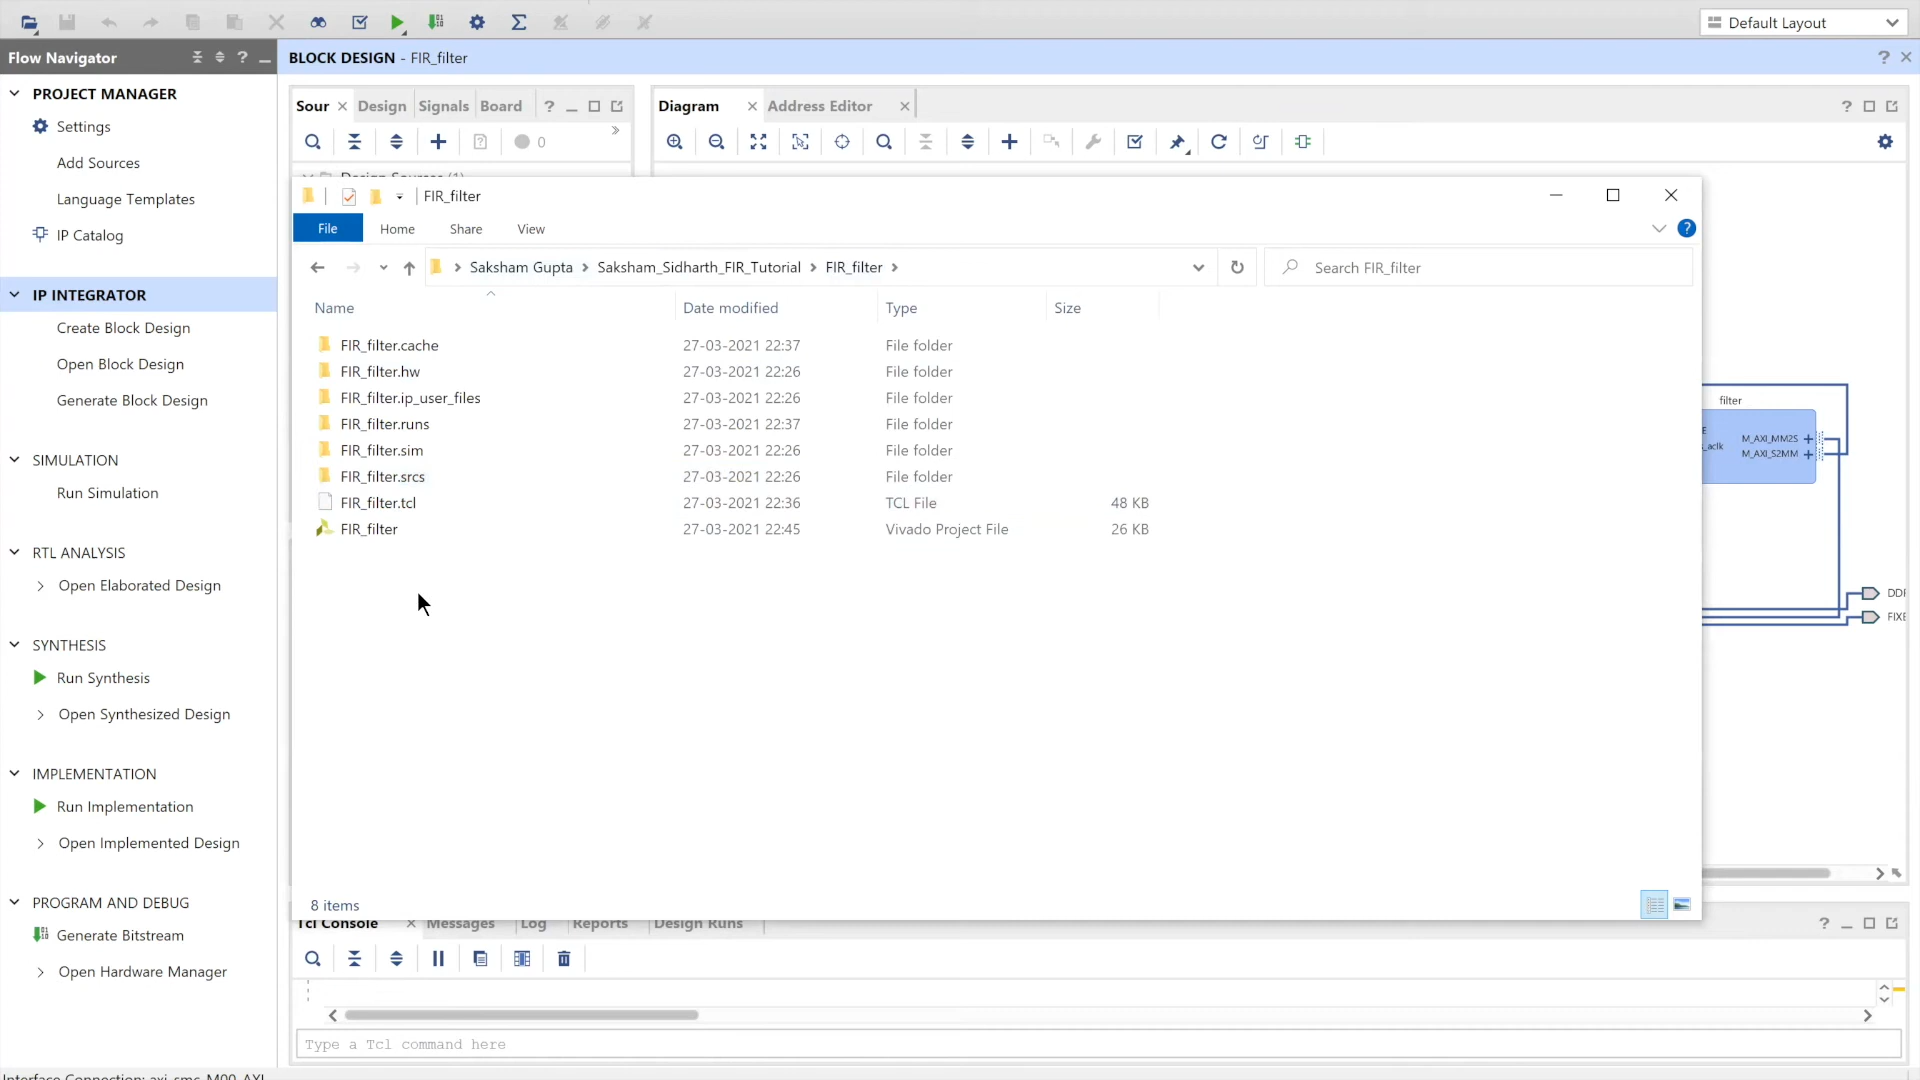 Default Layout
Flow Navigator
?
BLOCK DESIGN - FIR_filter
?
PROJECT MANAGER
Settings
Add Sources
Language Templates
IP Catalog
IP INTEGRATOR
Create Block Design
Open Block Design
Generate Block Design
SIMULATION
Run Simulation
RTL ANALYSIS
Open Elaborated Design
SYNTHESIS
Run Synthesis
Open Synthesized Design
IMPLEMENTATION
Run Implementation
Open Implemented Design
PROGRAM AND DEBUG
Generate Bitstream
Open Hardware Manager
Sour Design Signals Board ?
0
Design Sources (1)
Diagram Address Editor ?
FIR_filter
File Home Share View ?
Saksham Gupta > Saksham_Sidharth_FIR_Tutorial > FIR_filter >
Search FIR_filter
Name Date modified Type Size
FIR_filter.cache 27-03-2021 22:37 File folder
FIR_filter.hw 27-03-2021 22:26 File folder
FIR_filter.ip_user_files 27-03-2021 22:26 File folder
FIR_filter.runs 27-03-2021 22:37 File folder
FIR_filter.sim 27-03-2021 22:26 File folder
FIR_filter.srcs 27-03-2021 22:26 File folder
FIR_filter.tcl 27-03-2021 22:36 TCL File 48 KB
FIR_filter 27-03-2021 22:45 Vivado Project File 26 KB
8 items
filter
E
M_AXI_MM2S
s_aclk
M_AXI_S2MM
DDR
FIXE
Tcl Console Messages Log Reports Design Runs ?
Type a Tcl command here
Interface Connection: axi_smc_M00_AXI